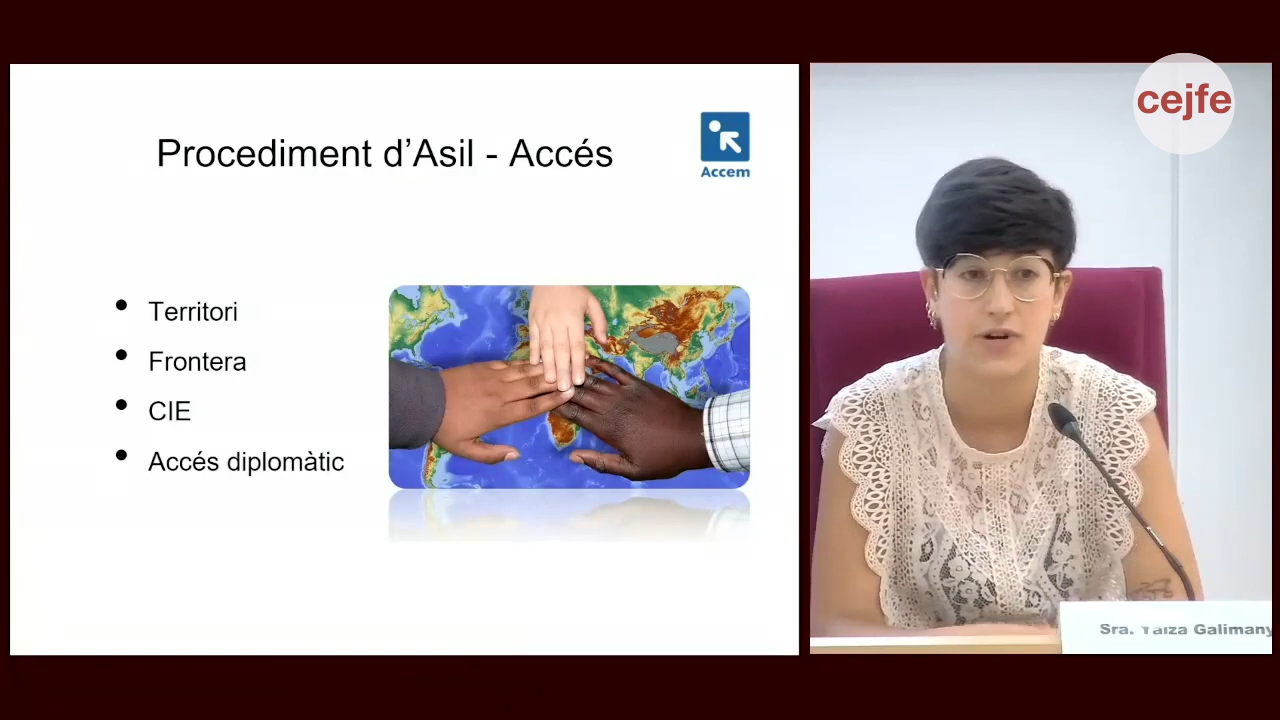 Procediment d'Asil - Accés
Accem
• Territori
• Frontera
• CIE
• Accés diplomàtic
cejfe
Sra. Yaiza Galimany